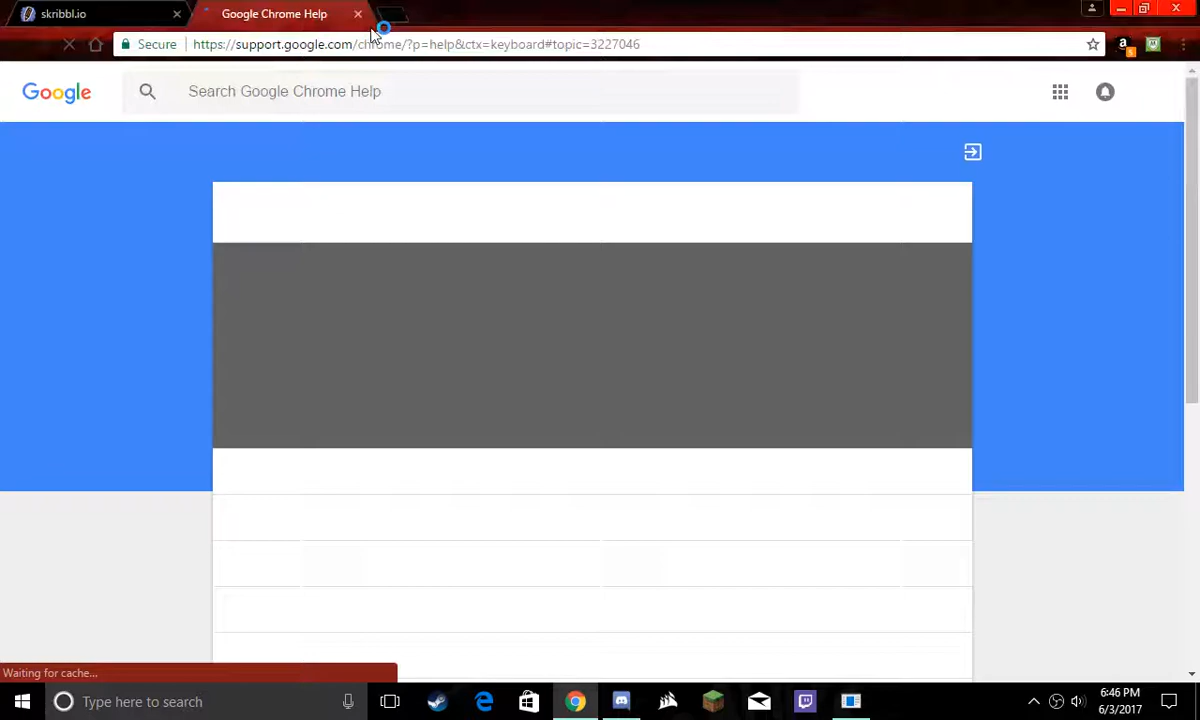 skribbl.io
Google Chrome Help
Secure
https://support.google.com/chrome/?p=help&ctx=keyboard#topic=3227046
Google
Search Google Chrome Help
Waiting for cache...
Type here to search
6:46 PM
6/3/2017